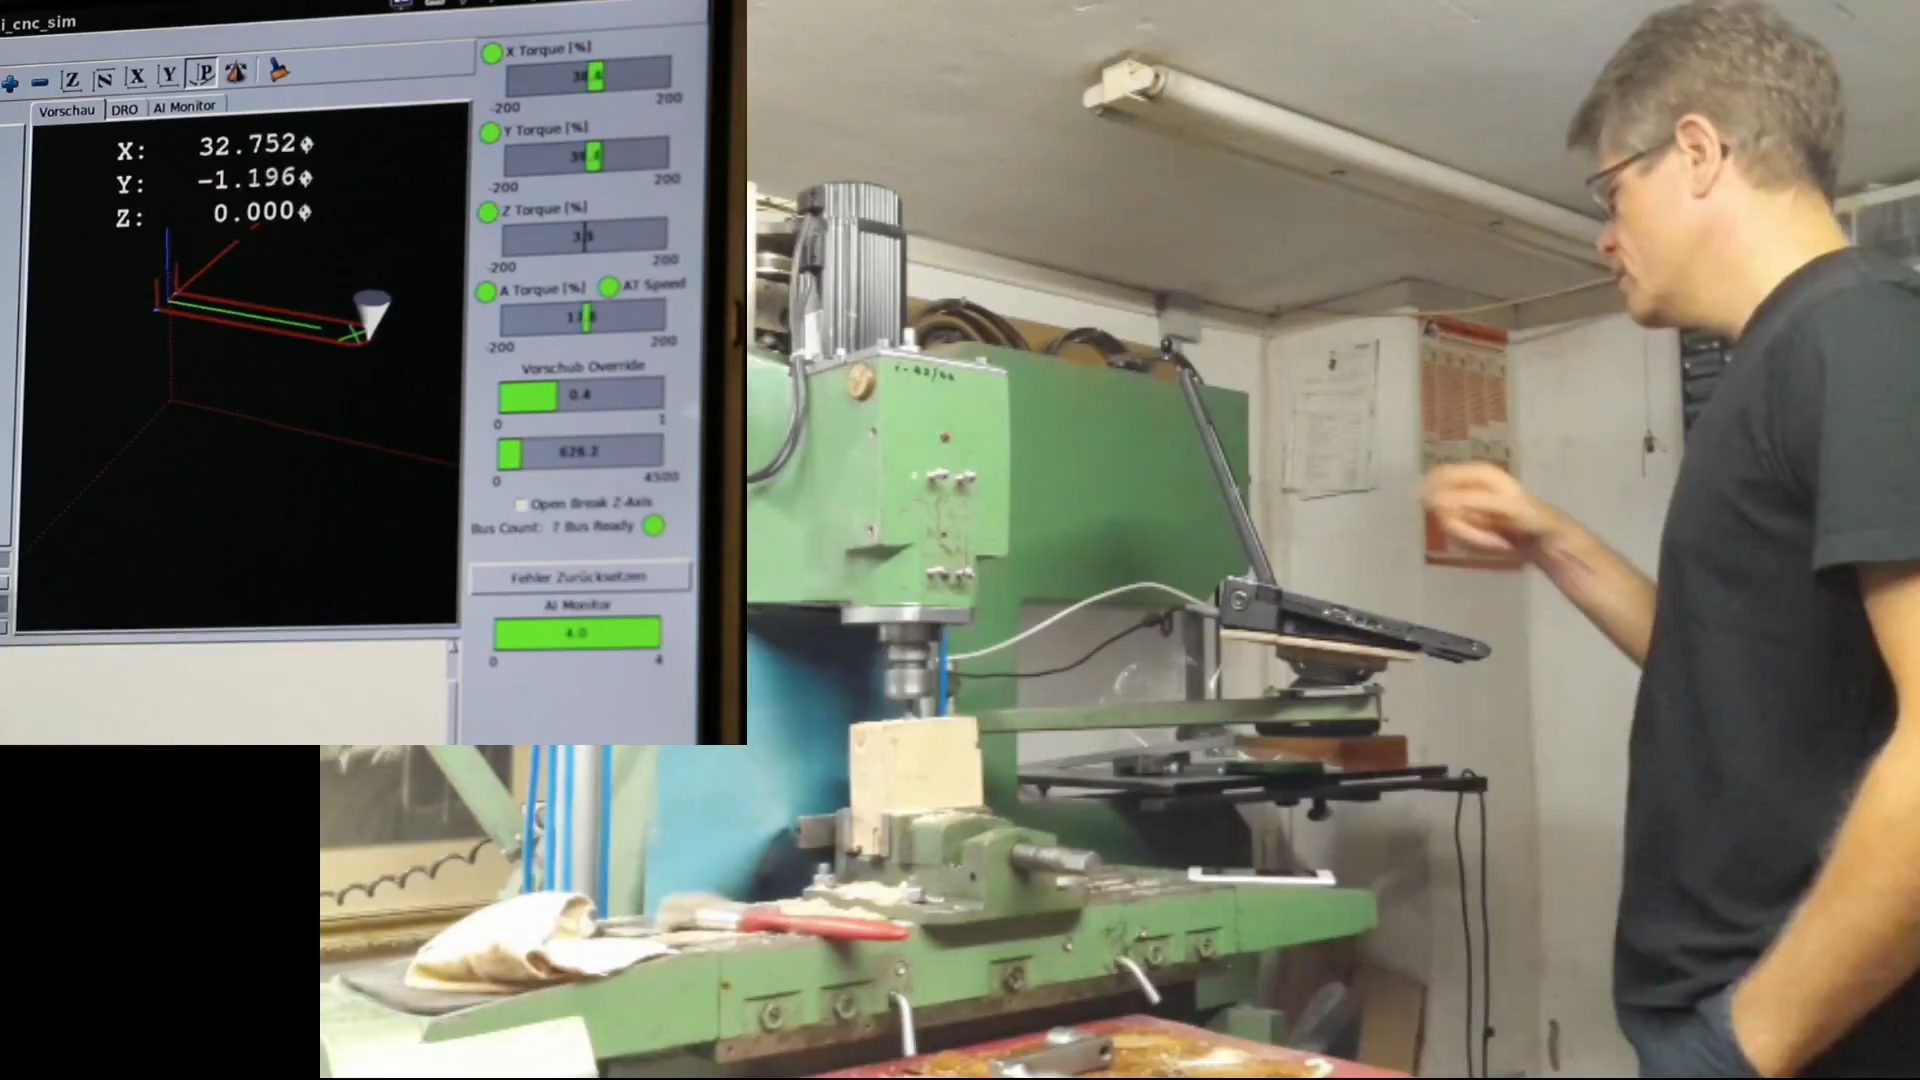 i_cnc_sim
Z N X Y P
Vorschau DRO AI Monitor
X: 32.752
Y: -1.196
Z: 0.000
X Torque [%]
-200 200
Y Torque [%]
-200 200
Z Torque [%]
-200 200
A Torque [%] AT Speed
-200 200
Vorschub Override
0.4
0 1
626.2
0 4500
Open Break Z-Axis
Bus Count: 7 Bus Ready
Fehler Zurücksetzen
AI Monitor
4.0
0 4